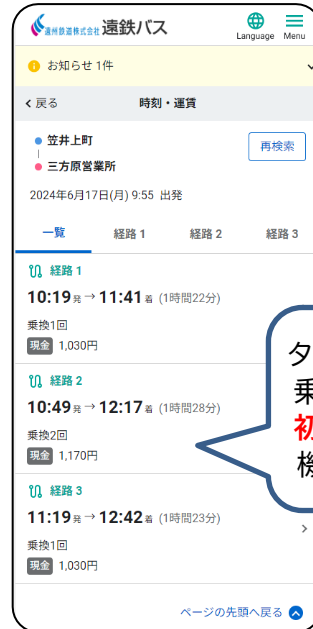 遠州鉄道株式会社 遠鉄バス
Language Menu
お知らせ 1件
戻る 時刻・運賃
笠井上町
三方原営業所
再検索
2024年6月17日(月) 9:55 出発
一覧 経路 1 経路 2 経路 3
経路 1
10:19発 → 11:41着 (1時間22分)
乗換1回
現金 1,030円
経路 2
10:49発 → 12:17着 (1時間28分)
乗換2回
現金 1,170円
経路 3
11:19発 → 12:42着 (1時間23分)
乗換1回
現金 1,030円
ページの先頭へ戻る
タ
乗
初
機